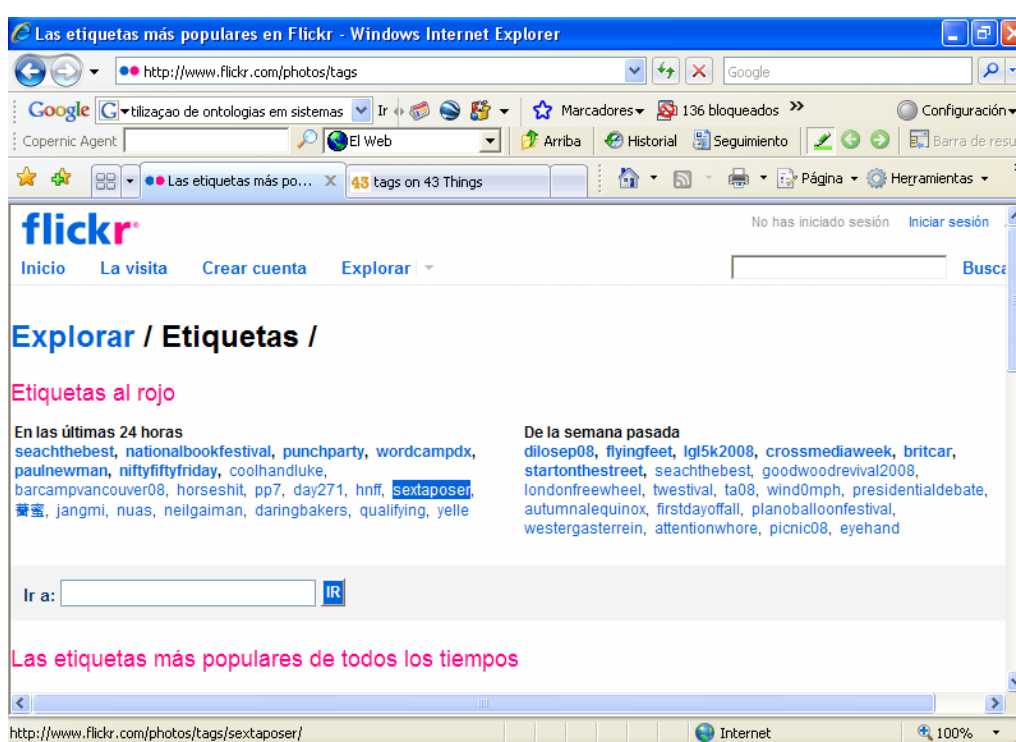 Las etiquetas más populares en Flickr - Windows Internet Explorer
http://www.flickr.com/photos/tags
Google
Google G tilizaçao de ontologias em sistemas Ir Marcadores 136 bloqueados » Configuración
Copernic Agent El Web Arriba Historial Seguimiento Barra de resu
Las etiquetas más po... X 43 tags on 43 Things Página Herramientas
flickr
No has iniciado sesión Iniciar sesión
Inicio La visita Crear cuenta Explorar Busca
Explorar / Etiquetas /
Etiquetas al rojo
En las últimas 24 horas
seachthebest, nationalbookfestival, punchparty, wordcampdx,
paulnewman, niftyfiftyfriday, coolhandluke,
barcampvancouver08, horseshit, pp7, day271, hnff, sextaposer,
薔蜜, jangmi, nuas, neilgaiman, daringbakers, qualifying, yelle
De la semana pasada
dilosep08, flyingfeet, lgl5k2008, crossmediaweek, britcar,
startonthestreet, seachthebest, goodwoodrevival2008,
londonfreewheel, twestival, ta08, wind0mph, presidentialdebate,
autumnalequinox, firstdayoffall, planoballoonfestival,
westergasterrein, attentionwhore, picnic08, eyehand
Ir a: IR
Las etiquetas más populares de todos los tiempos
http://www.flickr.com/photos/tags/sextaposer/ Internet 100%